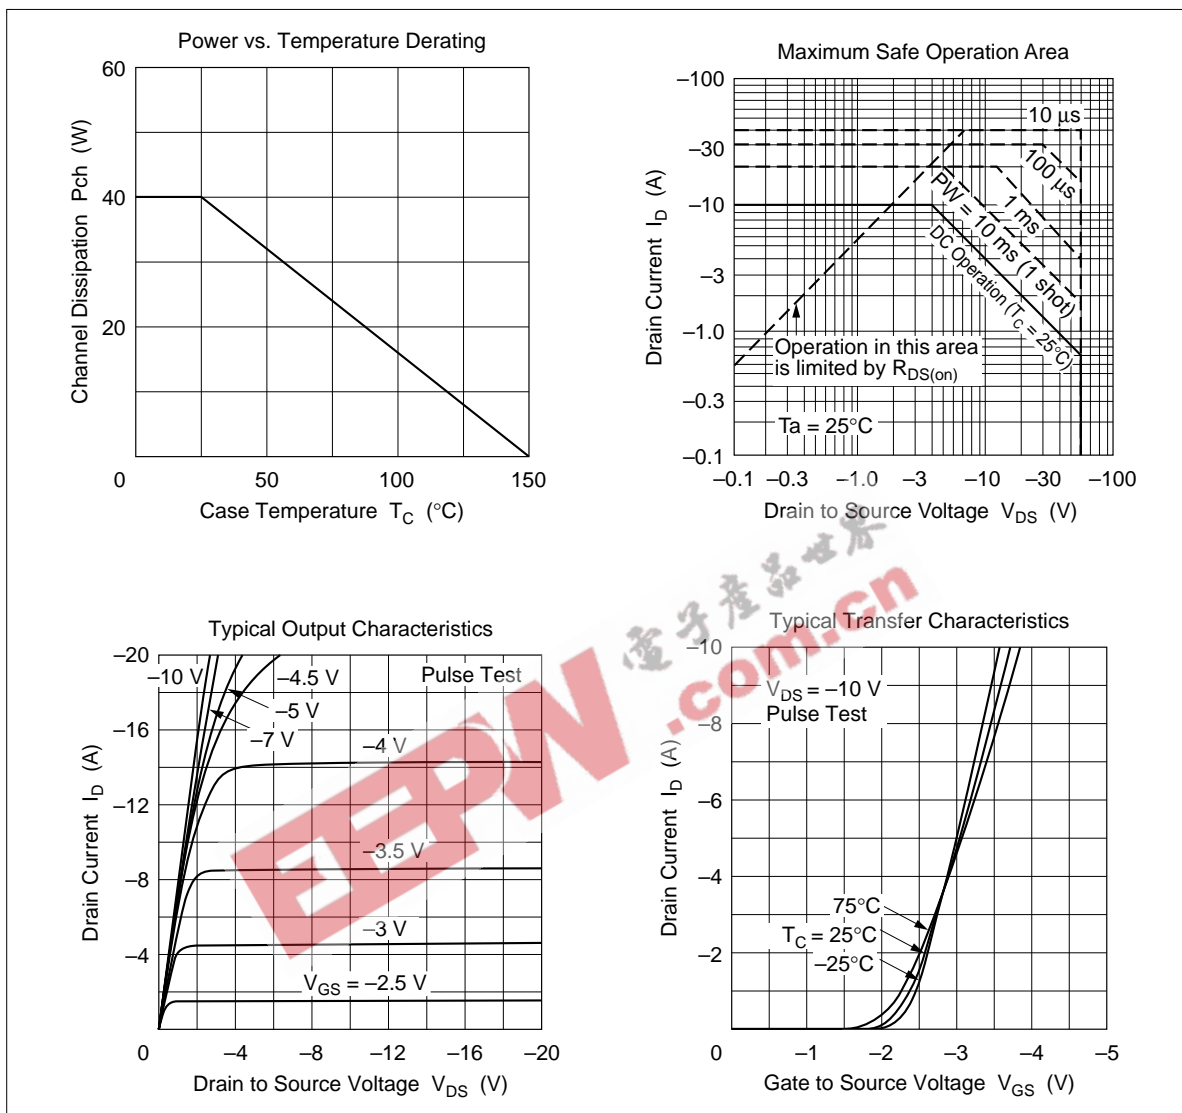 Power vs. Temperature Derating
60
40
20
0
50
100
150
Channel Dissipation Pch (W)
Case Temperature TC (°C)
Maximum Safe Operation Area
–100
–30
–10
–3
–1.0
–0.3
–0.1
–0.1 –0.3 –1.0 –3 –10 –30 –100
Drain Current ID (A)
Drain to Source Voltage VDS (V)
10 µs
100 µs
1 ms
PW = 10 ms (1 shot)
DC Operation (TC = 25°C)
Operation in this area
is limited by RDS(on)
Ta = 25°C
Typical Output Characteristics
–20
–16
–12
–8
–4
0 –4 –8 –12 –16 –20
Drain Current ID (A)
Drain to Source Voltage VDS (V)
–10 V
–4.5 V
Pulse Test
–5 V
–7 V
–4 V
–3.5 V
–3 V
VGS = –2.5 V
Typical Transfer Characteristics
–10
–8
–6
–4
–2
0 –1 –2 –3 –4 –5
Drain Current ID (A)
Gate to Source Voltage VGS (V)
VDS = –10 V
Pulse Test
75°C
TC = 25°C
–25°C
EEPW
.com.cn
電子產品世界